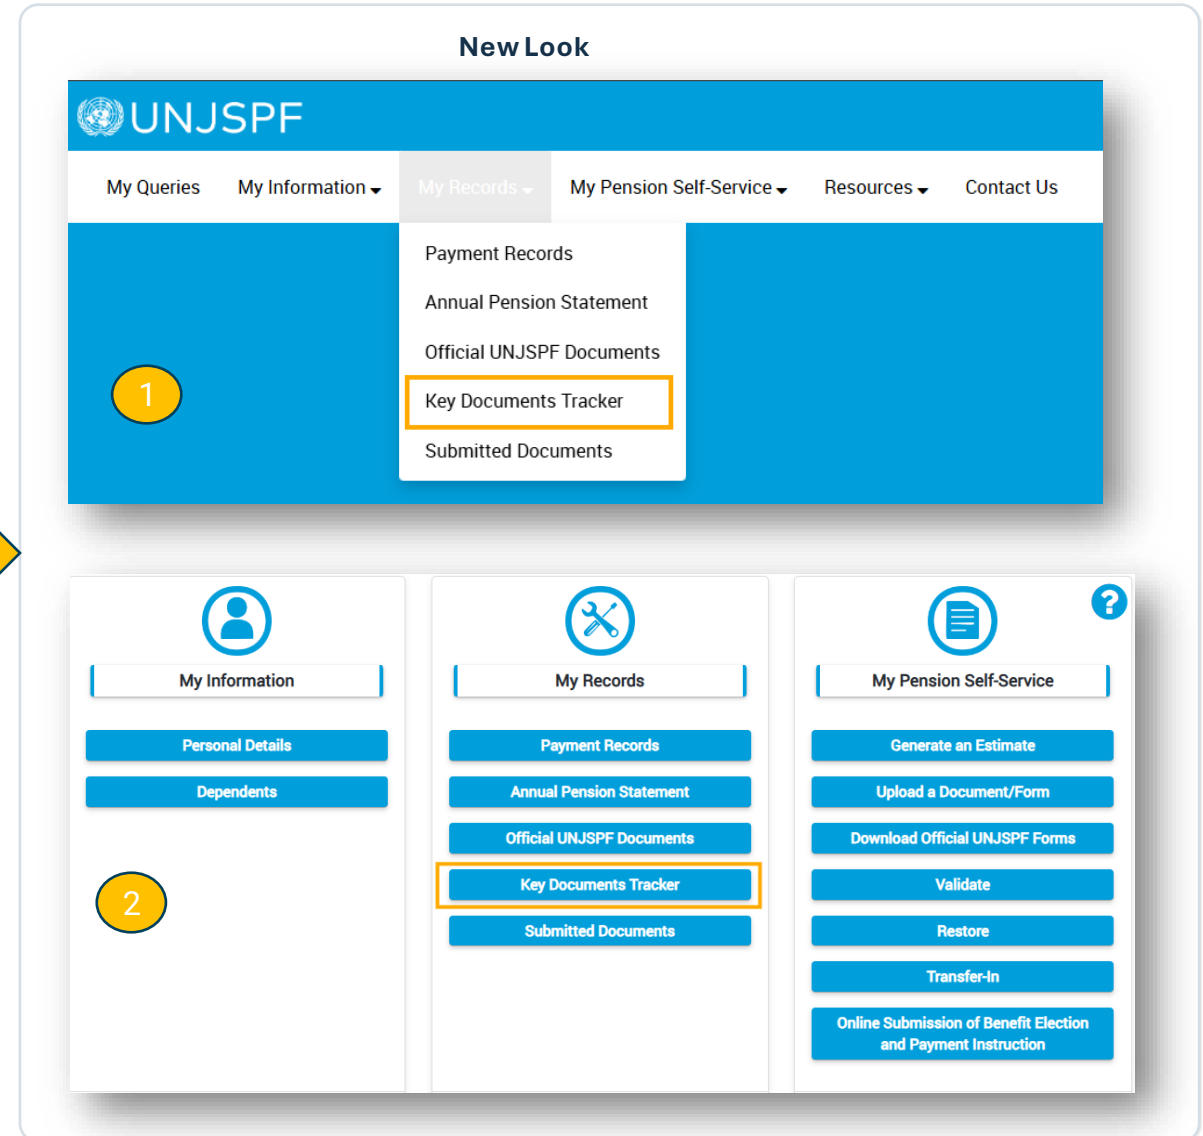 New Look
UNJSPF
My Queries My Information My Records My Pension Self-Service Resources Contact Us
Payment Records
Annual Pension Statement
Official UNJSPF Documents
Key Documents Tracker
Submitted Documents
1
?
My Information
Personal Details
Dependents
2
My Records
Payment Records
Annual Pension Statement
Official UNJSPF Documents
Key Documents Tracker
Submitted Documents
My Pension Self-Service
Generate an Estimate
Upload a Document/Form
Download Official UNJSPF Forms
Validate
Restore
Transfer-In
Online Submission of Benefit Election
and Payment Instruction